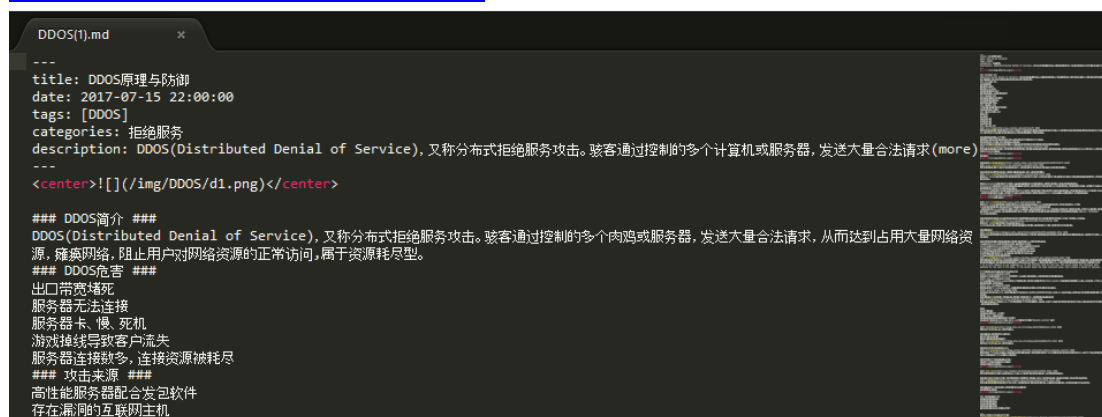 DDOS(1).md ×
---
title: DDOS原理与防御
date: 2017-07-15 22:00:00
tags: [DDOS]
categories: 拒绝服务
description: DDOS(Distributed Denial of Service),又称分布式拒绝服务攻击。骇客通过控制的多个计算机或服务器,发送大量合法请求(more)
---
<center>![](/img/DDOS/d1.png)</center>
### DDOS简介 ###
DDOS(Distributed Denial of Service),又称分布式拒绝服务攻击。骇客通过控制的多个肉鸡或服务器,发送大量合法请求,从而达到占用大量网络资
源,瘫痪网络,阻止用户对网络资源的正常访问,属于资源耗尽型。
### DDOS危害 ###
出口带宽堵死
服务器无法连接
服务器卡、慢、死机
游戏掉线导致客户流失
服务器连接数多,连接资源被耗尽
### 攻击来源 ###
高性能服务器配合发包软件
存在漏洞的互联网主机